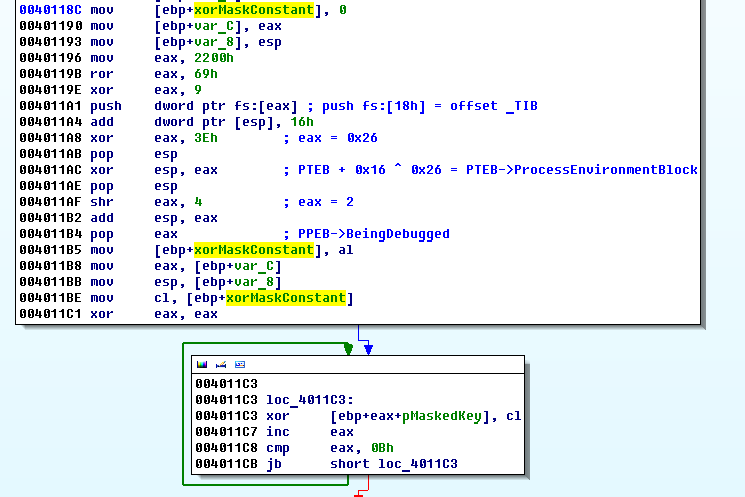 0040118C mov [ebp+xorMaskConstant], 0
00401190 mov [ebp+var_C], eax
00401193 mov [ebp+var_8], esp
00401196 mov eax, 2200h
0040119B ror eax, 69h
0040119E xor eax, 9
004011A1 push dword ptr fs:[eax] ; push fs:[18h] = offset _TIB
004011A4 add dword ptr [esp], 16h
004011A8 xor eax, 3Eh ; eax = 0x26
004011AB pop esp
004011AC xor esp, eax ; PTEB + 0x16 ^ 0x26 = PTEB->ProcessEnvironmentBlock
004011AE pop esp
004011AF shr eax, 4 ; eax = 2
004011B2 add esp, eax
004011B4 pop eax ; PPEB->BeingDebugged
004011B5 mov [ebp+xorMaskConstant], al
004011B8 mov eax, [ebp+var_C]
004011BB mov esp, [ebp+var_8]
004011BE mov cl, [ebp+xorMaskConstant]
004011C1 xor eax, eax
004011C3
004011C3 loc_4011C3:
004011C3 xor [ebp+eax+pMaskedKey], cl
004011C7 inc eax
004011C8 cmp eax, 0Bh
004011CB jb short loc_4011C3